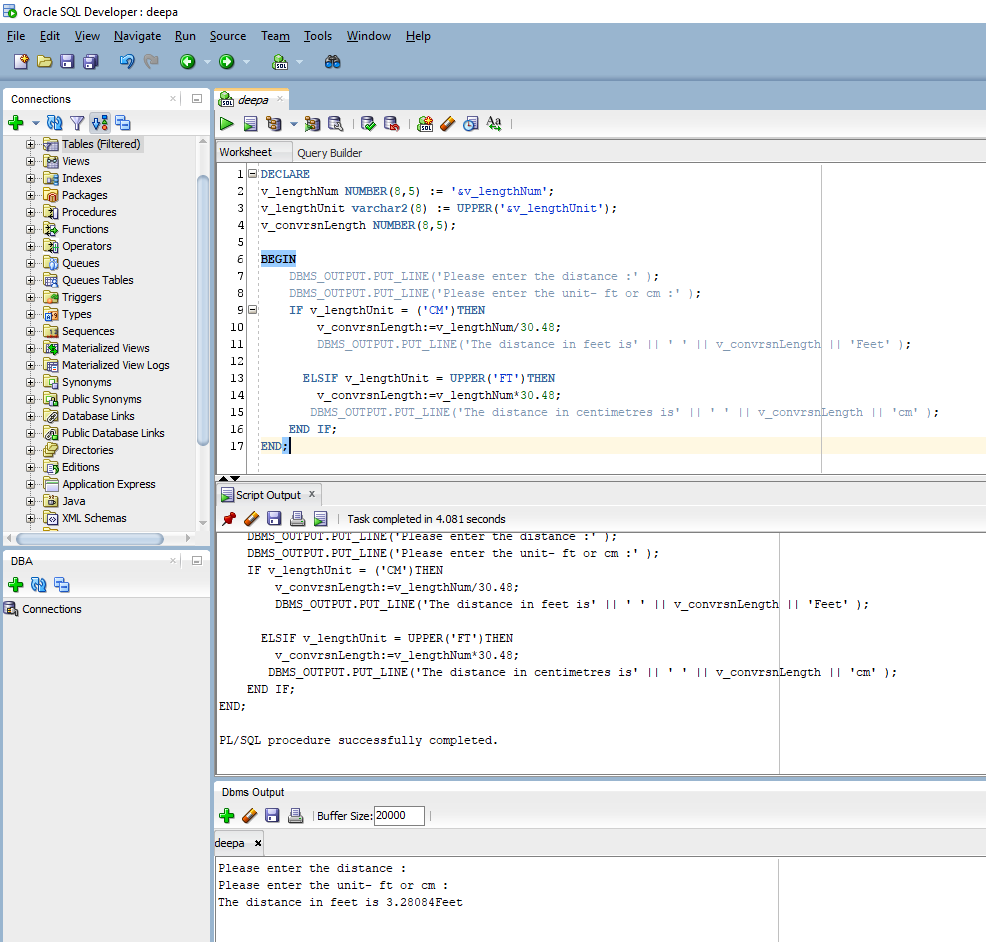 Oracle SQL Developer : deepa
File Edit View Navigate Run Source Team Tools Window Help
Connections
Tables (Filtered)
Views
Indexes
Packages
Procedures
Functions
Operators
Queues
Queues Tables
Triggers
Types
Sequences
Materialized Views
Materialized View Logs
Synonyms
Public Synonyms
Database Links
Public Database Links
Directories
Editions
Application Express
Java
XML Schemas
DBA
Connections
deepa
Worksheet Query Builder
1 DECLARE
2 v_lengthNum NUMBER(8,5) := '&v_lengthNum';
3 v_lengthUnit varchar2(8) := UPPER('&v_lengthUnit');
4 v_convrsnLength NUMBER(8,5);
5
6 BEGIN
7 DBMS_OUTPUT.PUT_LINE('Please enter the distance :' );
8 DBMS_OUTPUT.PUT_LINE('Please enter the unit- ft or cm :' );
9 IF v_lengthUnit = ('CM')THEN
10 v_convrsnLength:=v_lengthNum/30.48;
11 DBMS_OUTPUT.PUT_LINE('The distance in feet is' || ' ' || v_convrsnLength || 'Feet' );
12
13 ELSIF v_lengthUnit = UPPER('FT')THEN
14 v_convrsnLength:=v_lengthNum*30.48;
15 DBMS_OUTPUT.PUT_LINE('The distance in centimetres is' || ' ' || v_convrsnLength || 'cm' );
16 END IF;
17 END;
Script Output x
Task completed in 4.081 seconds
DBMS_OUTPUT.PUT_LINE('Please enter the distance :' );
DBMS_OUTPUT.PUT_LINE('Please enter the unit- ft or cm :' );
IF v_lengthUnit = ('CM')THEN
v_convrsnLength:=v_lengthNum/30.48;
DBMS_OUTPUT.PUT_LINE('The distance in feet is' || ' ' || v_convrsnLength || 'Feet' );
ELSIF v_lengthUnit = UPPER('FT')THEN
v_convrsnLength:=v_lengthNum*30.48;
DBMS_OUTPUT.PUT_LINE('The distance in centimetres is' || ' ' || v_convrsnLength || 'cm' );
END IF;
END;
PL/SQL procedure successfully completed.
Dbms Output
Buffer Size: 20000
deepa x
Please enter the distance :
Please enter the unit- ft or cm :
The distance in feet is 3.28084Feet